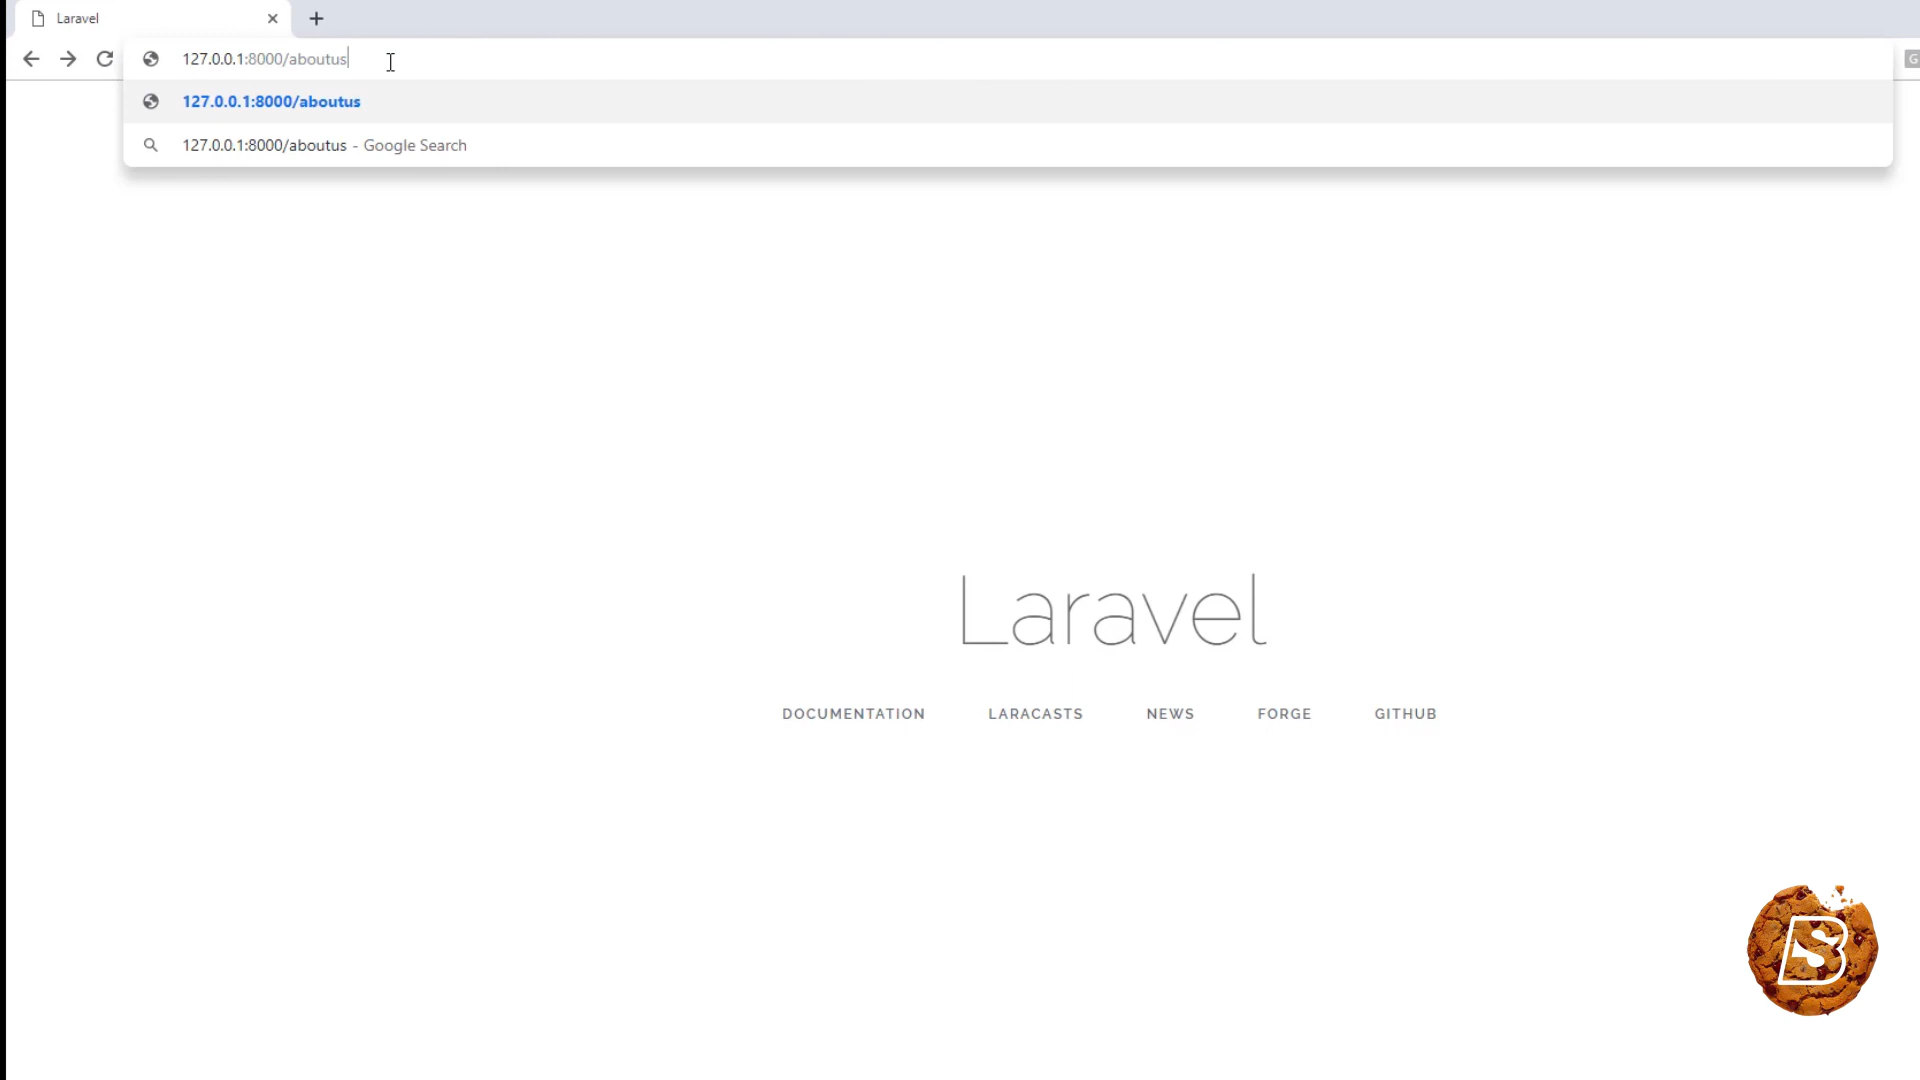 Laravel
127.0.0.1:8000/aboutus
127.0.0.1:8000/aboutus
127.0.0.1:8000/aboutus - Google Search
G
Laravel
DOCUMENTATION LARACASTS NEWS FORGE GITHUB
BS